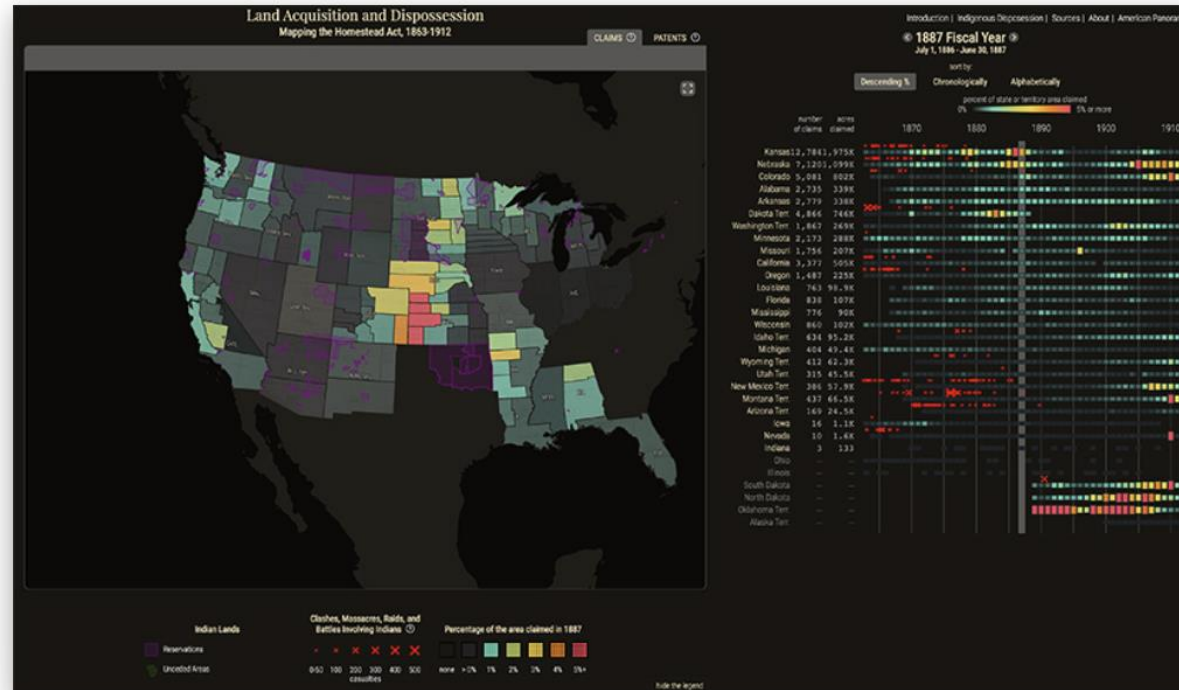 Land Acquisition and Dispossession
Mapping the Homestead Act, 1863-1912
CLAIMS ?
PATENTS ?
Introduction | Indigenous Dispossession | Sources | About | American Panora
1887 Fiscal Year
July 1, 1886 - June 30, 1887
sort by:
Descending % Chronologically Alphabetically
percent of state or territory area claimed
0% 5% or more
number of claims
acres claimed
1870 1880 1890 1900 1910
Kansas 12,784 1,975K
Nebraska 7,120 1,099K
Colorado 5,081 802K
Alabama 2,735 339K
Arkansas 2,779 338K
Dakota Terr. 4,866 746K
Washington Terr. 1,867 269K
Minnesota 2,173 288K
Missouri 1,756 207K
California 3,377 505K
Oregon 1,487 225K
Louisiana 763 98.9K
Florida 838 107K
Mississippi 776 90K
Wisconsin 860 102K
Idaho Terr. 634 95.2K
Michigan 404 49.4K
Wyoming Terr. 412 62.3K
Utah Terr. 315 45.5K
New Mexico Terr. 386 57.9K
Montana Terr. 437 66.5K
Arizona Terr. 169 24.5K
Iowa 16 1.1K
Nevada 10 1.6K
Indiana 3 133
Ohio — —
Illinois — —
South Dakota — —
North Dakota — —
Oklahoma Terr. — —
Alaska Terr. — —
Indian Lands
Reservations
Unceded Areas
Clashes, Massacres, Raids, and
Battles Involving Indians ?
0-50 100 200 300 400 500
casualties
Percentage of the area claimed in 1887
none >0% 1% 2% 3% 4% 5%+
hide the legend